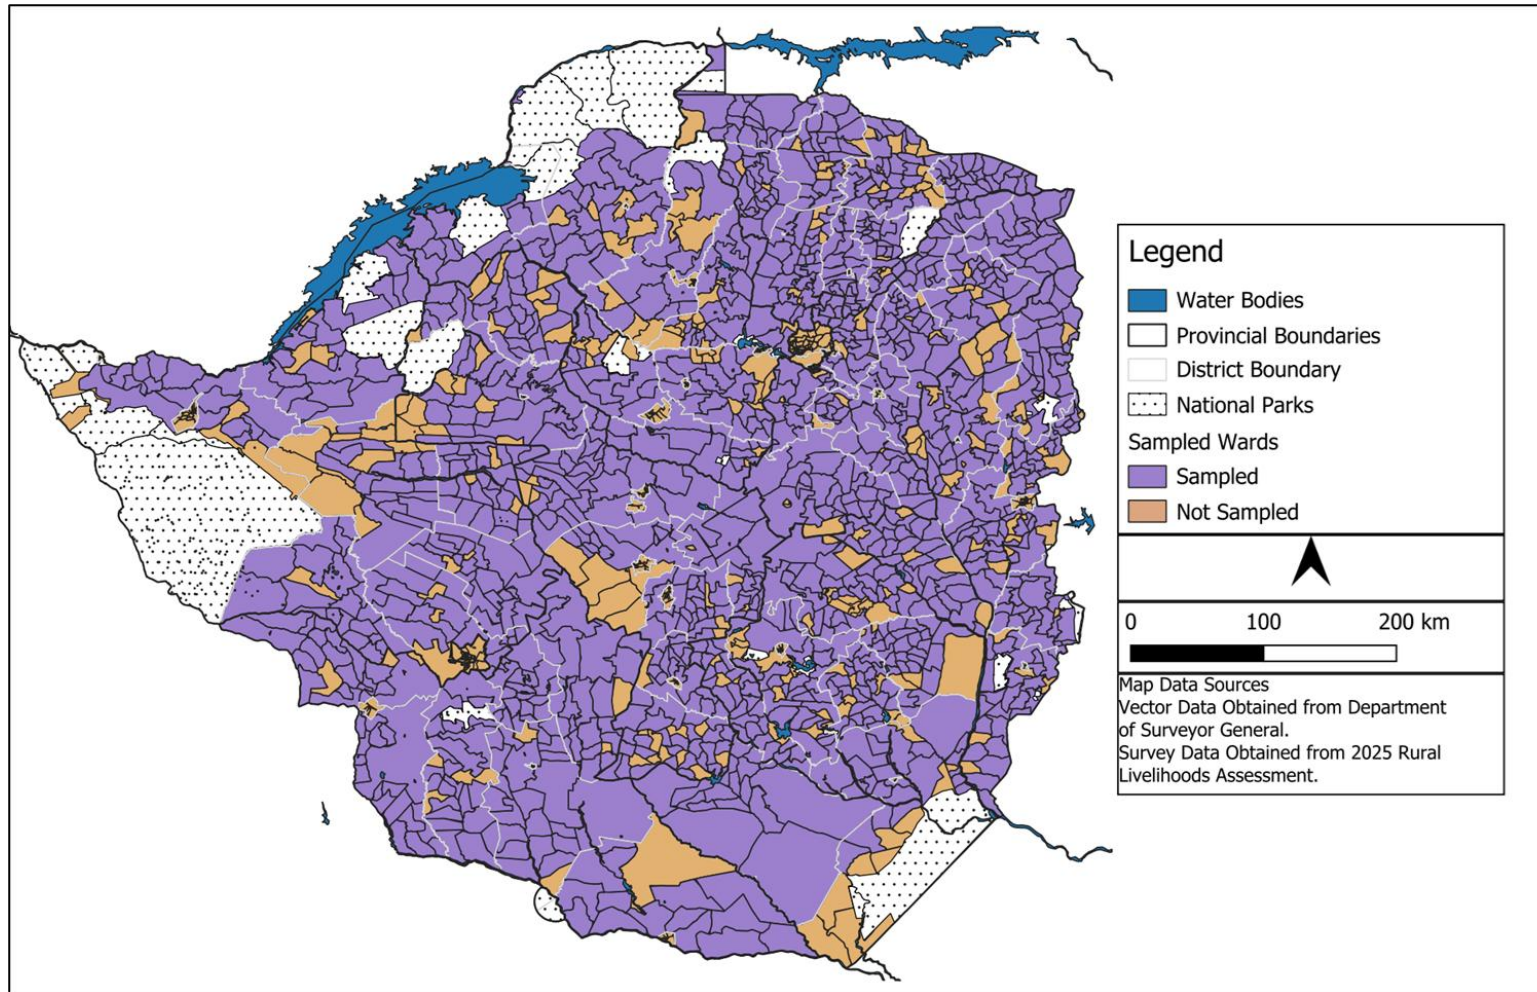 Legend
Water Bodies
Provincial Boundaries
District Boundary
National Parks
Sampled Wards
Sampled
Not Sampled
0 100 200 km
Map Data Sources
Vector Data Obtained from Department
of Surveyor General.
Survey Data Obtained from 2025 Rural
Livelihoods Assessment.